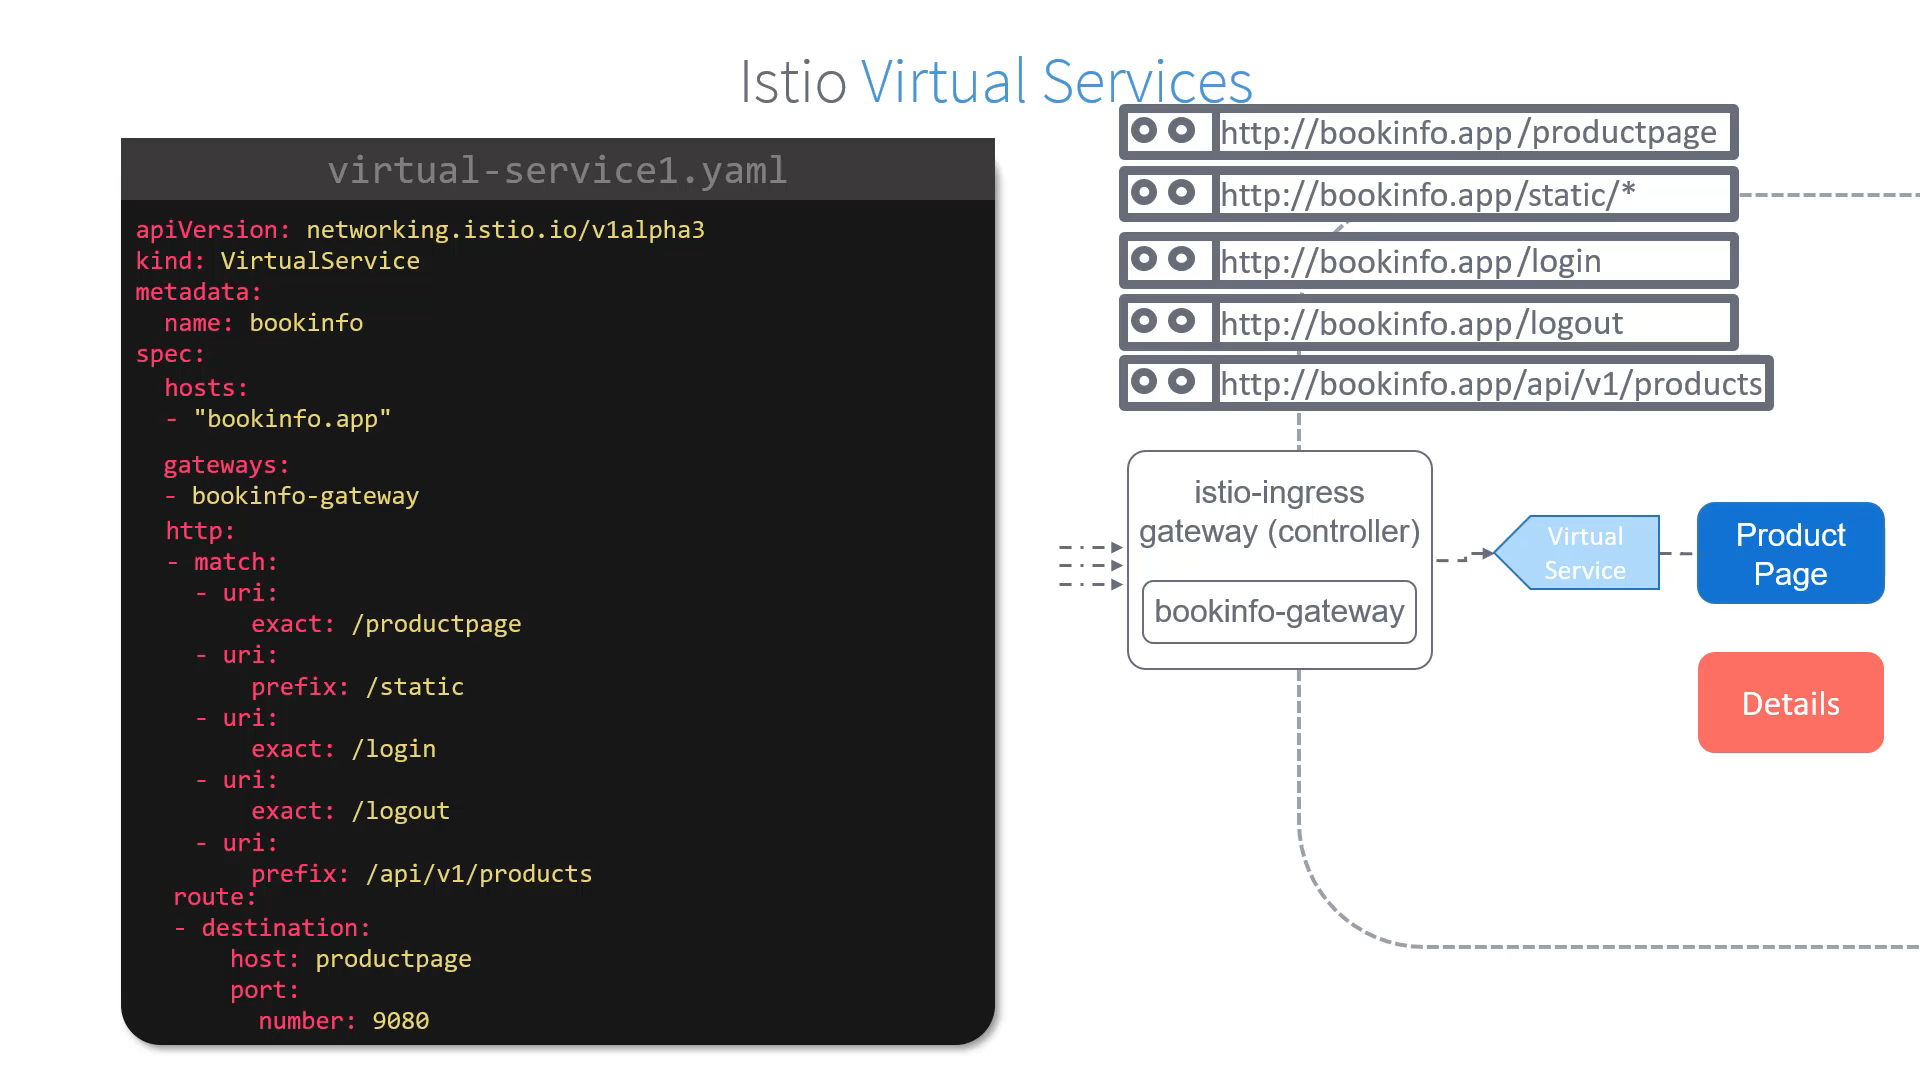 Istio Virtual Services
virtual-service1.yaml
apiVersion: networking.istio.io/v1alpha3
kind: VirtualService
metadata:
  name: bookinfo
spec:
  hosts:
  - "bookinfo.app"
  gateways:
  - bookinfo-gateway
  http:
  - match:
    - uri:
        exact: /productpage
    - uri:
        prefix: /static
    - uri:
        exact: /login
    - uri:
        exact: /logout
    - uri:
        prefix: /api/v1/products
  route:
  - destination:
      host: productpage
      port:
        number: 9080
http://bookinfo.app/productpage
http://bookinfo.app/static/*
http://bookinfo.app/login
http://bookinfo.app/logout
http://bookinfo.app/api/v1/products
istio-ingress
gateway (controller)
bookinfo-gateway
Virtual
Service
Product
Page
Details